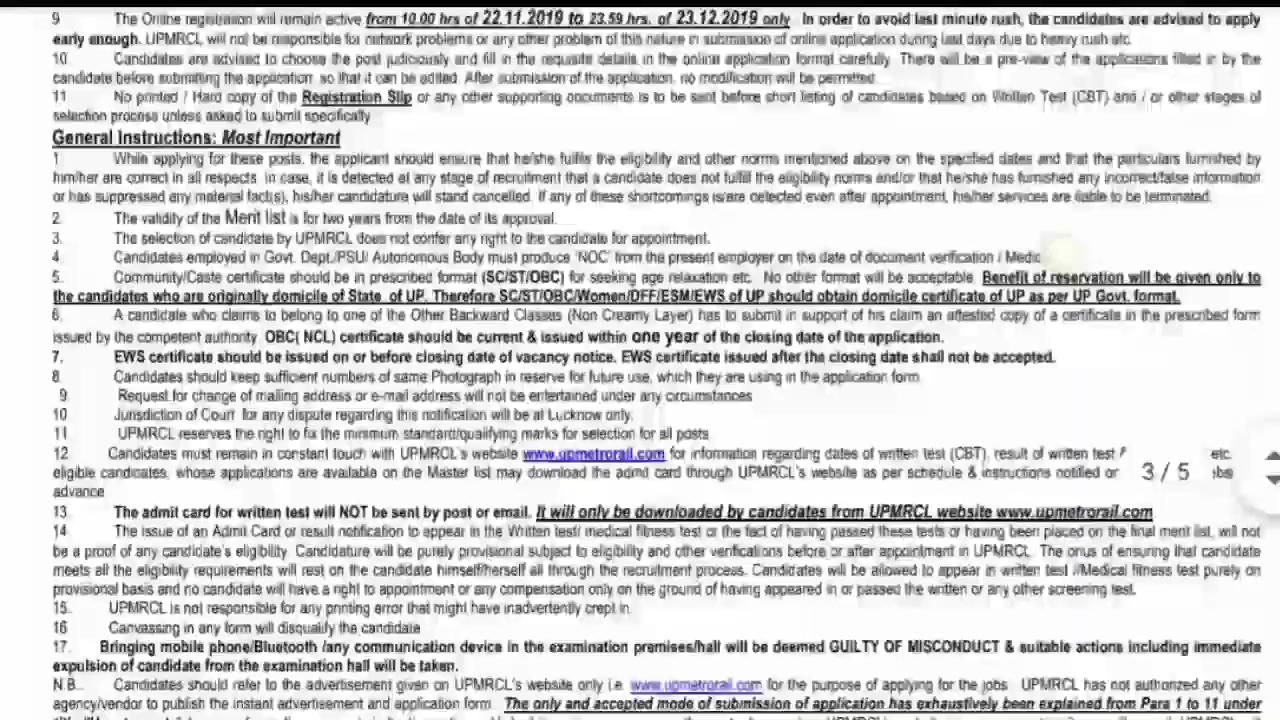 9 The Online registration will remain active from 10.00 hrs of 22.11.2019 to 23.59 hrs. of 23.12.2019 only. In order to avoid last minute rush, the candidates are advised to apply
early enough. UPMRCL will not be responsible for network problems or any other problem of this nature in submission of online application during last days due to heavy rush etc.
10 Candidates are advised to choose the post judiciously and fill in the requisite details in the online application format carefully. There will be a pre-view of the applications filled in by the
candidate before submitting the application, so that it can be edited. After submission of the application, no modification will be permitted.
11 No printed / Hard copy of the Registration Slip or any other supporting documents is to be sent before short listing of candidates based on Written Test (CBT) and / or other stages of
selection process unless asked to submit specifically
General Instructions: Most Important
1 While applying for these posts, the applicant should ensure that he/she fulfils the eligibility and other norms mentioned above on the specified dates and that the particulars furnished by
him/her are correct in all respects. In case, it is detected at any stage of recruitment that a candidate does not fulfil the eligibility norms and/or that he/she has furnished any incorrect/false information
or has suppressed any material fact(s), his/her candidature will stand cancelled. If any of these shortcomings is/are detected even after appointment, his/her services are liable to be terminated.
2. The validity of the Merit list is for two years from the date of its approval.
3. The selection of candidate by UPMRCL does not confer any right to the candidate for appointment.
4. Candidates employed in Govt. Dept./PSU/ Autonomous Body must produce 'NOC' from the present employer on the date of document verification / Medic
5. Community/Caste certificate should be in prescribed format (SC/ST/OBC) for seeking age relaxation etc. No other format will be acceptable. Benefit of reservation will be given only to
the candidates who are originally domicile of State of UP. Therefore SC/ST/OBC/Women/DFF/ESM/EWS of UP should obtain domicile certificate of UP as per UP Govt. format.
6. A candidate who claims to belong to one of the Other Backward Classes (Non Creamy Layer) has to submit in support of his claim an attested copy of a certificate in the prescribed form
issued by the competent authority. OBC( NCL) certificate should be current & issued within one year of the closing date of the application.
7. EWS certificate should be issued on or before closing date of vacancy notice. EWS certificate issued after the closing date shall not be accepted.
8. Candidates should keep sufficient numbers of same Photograph in reserve for future use, which they are using in the application form
9 Request for change of mailing address or e-mail address will not be entertained under any circumstances
10 Jurisdiction of Court for any dispute regarding this notification will be at Lucknow only.
11 UPMRCL reserves the right to fix the minimum standard/qualifying marks for selection for all posts
12 Candidates must remain in constant touch with UPMRCL's website www.upmetrorail.com for information regarding dates of written test (CBT), result of written test etc.
eligible candidates, whose applications are available on the Master list may download the admit card through UPMRCL's website as per schedule & instructions notified on 3 / 5
advance
13. The admit card for written test will NOT be sent by post or email. It will only be downloaded by candidates from UPMRCL website www.upmetrorail.com
14 The issue of an Admit Card or result notification to appear in the Written test/ medical fitness test or the fact of having passed these tests or having been placed on the final merit list, will not
be a proof of any candidate's eligibility. Candidature will be purely provisional subject to eligibility and other verifications before or after appointment in UPMRCL. The onus of ensuring that candidate
meets all the eligibility requirements will rest on the candidate himself/herself all through the recruitment process. Candidates will be allowed to appear in written test /Medical fitness test purely on
provisional basis and no candidate will have a right to appointment or any compensation only on the ground of having appeared in or passed the written or any other screening test.
15. UPMRCL is not responsible for any printing error that might have inadvertently crept in.
16 Canvassing in any form will disqualify the candidate
17. Bringing mobile phone/Bluetooth /any communication device in the examination premises/hall will be deemed GUILTY OF MISCONDUCT & suitable actions including immediate
expulsion of candidate from the examination hall will be taken.
N.B. Candidates should refer to the advertisement given on UPMRCL's website only i.e. www.upmetrorail.com for the purpose of applying for the jobs. UPMRCL has not authorized any other
agency/vendor to publish the instant advertisement and application form. The only and accepted mode of submission of application has exhaustively been explained from Para 1 to 11 under